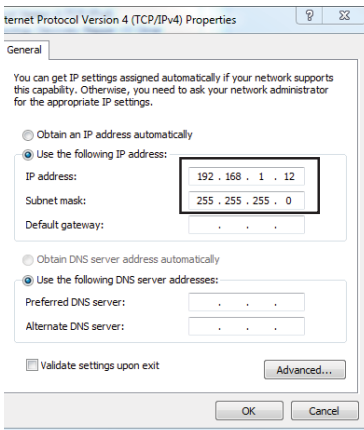 ternet Protocol Version 4 (TCP/IPv4) Properties
General
You can get IP settings assigned automatically if your network supports
this capability. Otherwise, you need to ask your network administrator
for the appropriate IP settings.
Obtain an IP address automatically
Use the following IP address:
IP address: 192 . 168 . 1 . 12
Subnet mask: 255 . 255 . 255 . 0
Default gateway: . . .
Obtain DNS server address automatically
Use the following DNS server addresses:
Preferred DNS server: . . .
Alternate DNS server: . . .
Validate settings upon exit
Advanced...
OK Cancel